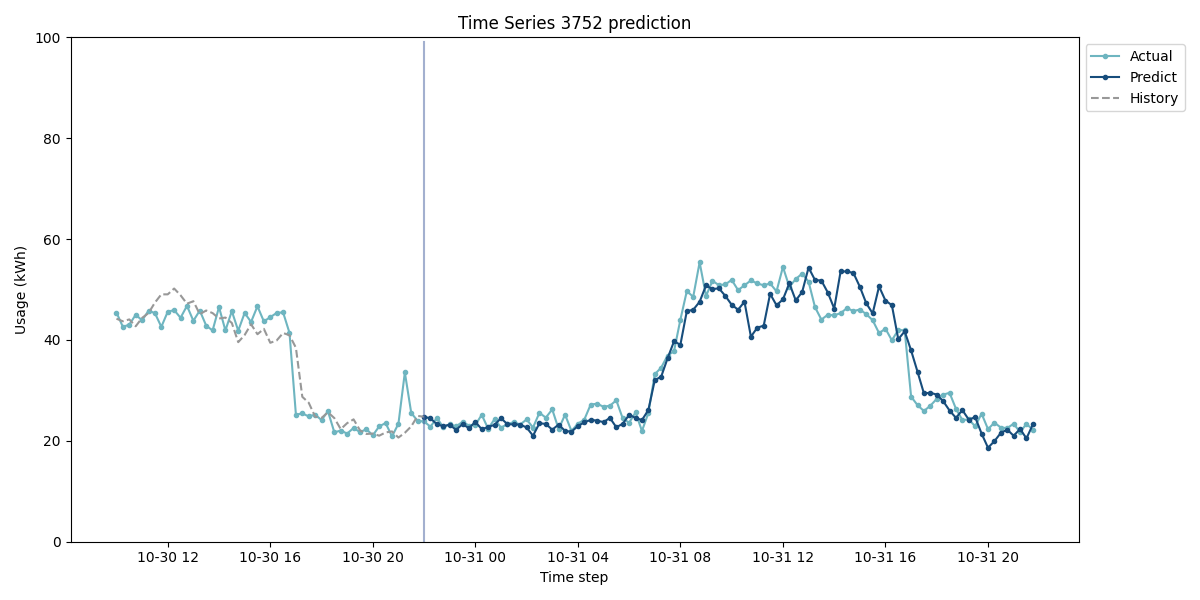 Time Series 3752 prediction
100
80
60
40
20
0
Usage (kWh)
10-30 12
10-30 16
10-30 20
10-31 00
10-31 04
10-31 08
10-31 12
10-31 16
10-31 20
Time step
Actual
Predict
History